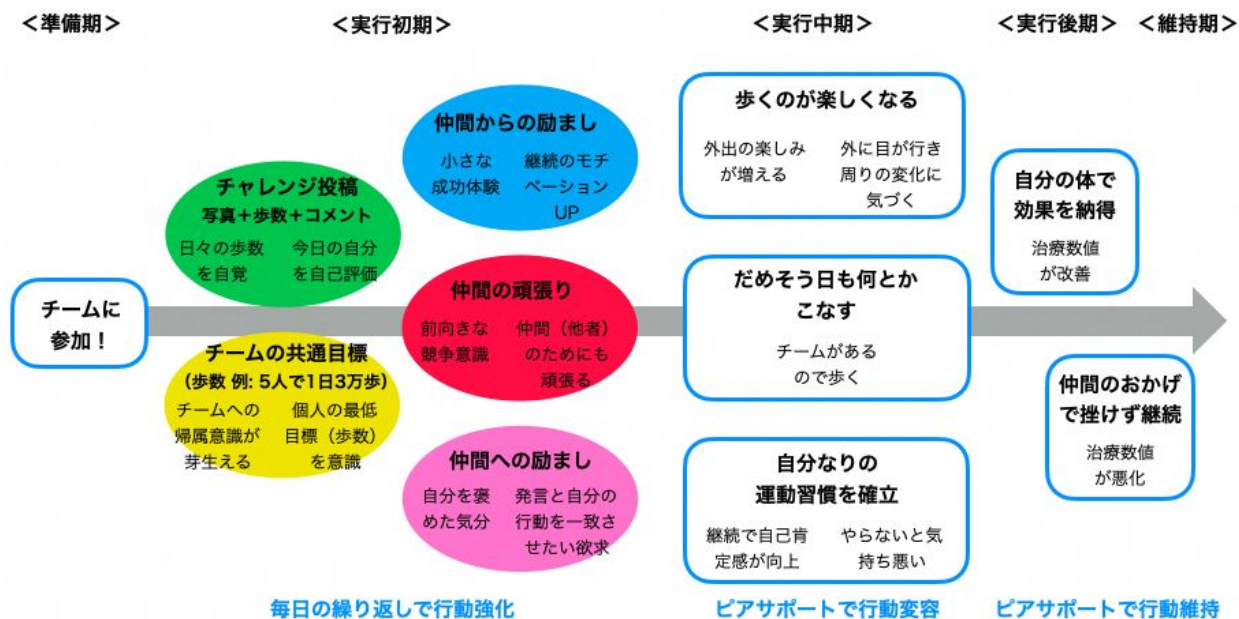 ＜準備期＞
＜実行初期＞
＜実行中期＞
＜実行後期＞
＜維持期＞
チームに
参加！
チャレンジ投稿
写真＋歩数＋コメント
日々の歩数
を自覚
今日の自分
を自己評価
チームの共通目標
（歩数 例: 5人で1日3万歩）
チームへの
帰属意識が
芽生える
個人の最低
目標（歩数）
を意識
仲間からの励まし
小さな
成功体験
継続のモチ
ベーション
UP
仲間の頑張り
前向きな
競争意識
仲間（他者）
のためにも
頑張る
仲間への励まし
自分を褒
めた気分
発言と自分の
行動を一致さ
せたい欲求
歩くのが楽しくなる
外出の楽しみ
が増える
外に目が行き
周りの変化に
気づく
だめそう日も何とか
こなす
チームがある
ので歩く
自分なりの
運動習慣を確立
継続で自己肯
定感が向上
やらないと気
持ち悪い
自分の体で
効果を納得
治療数値
が改善
仲間のおかげ
で挫けず継続
治療数値
が悪化
毎日の繰り返しで行動強化
ピアサポートで行動変容
ピアサポートで行動維持